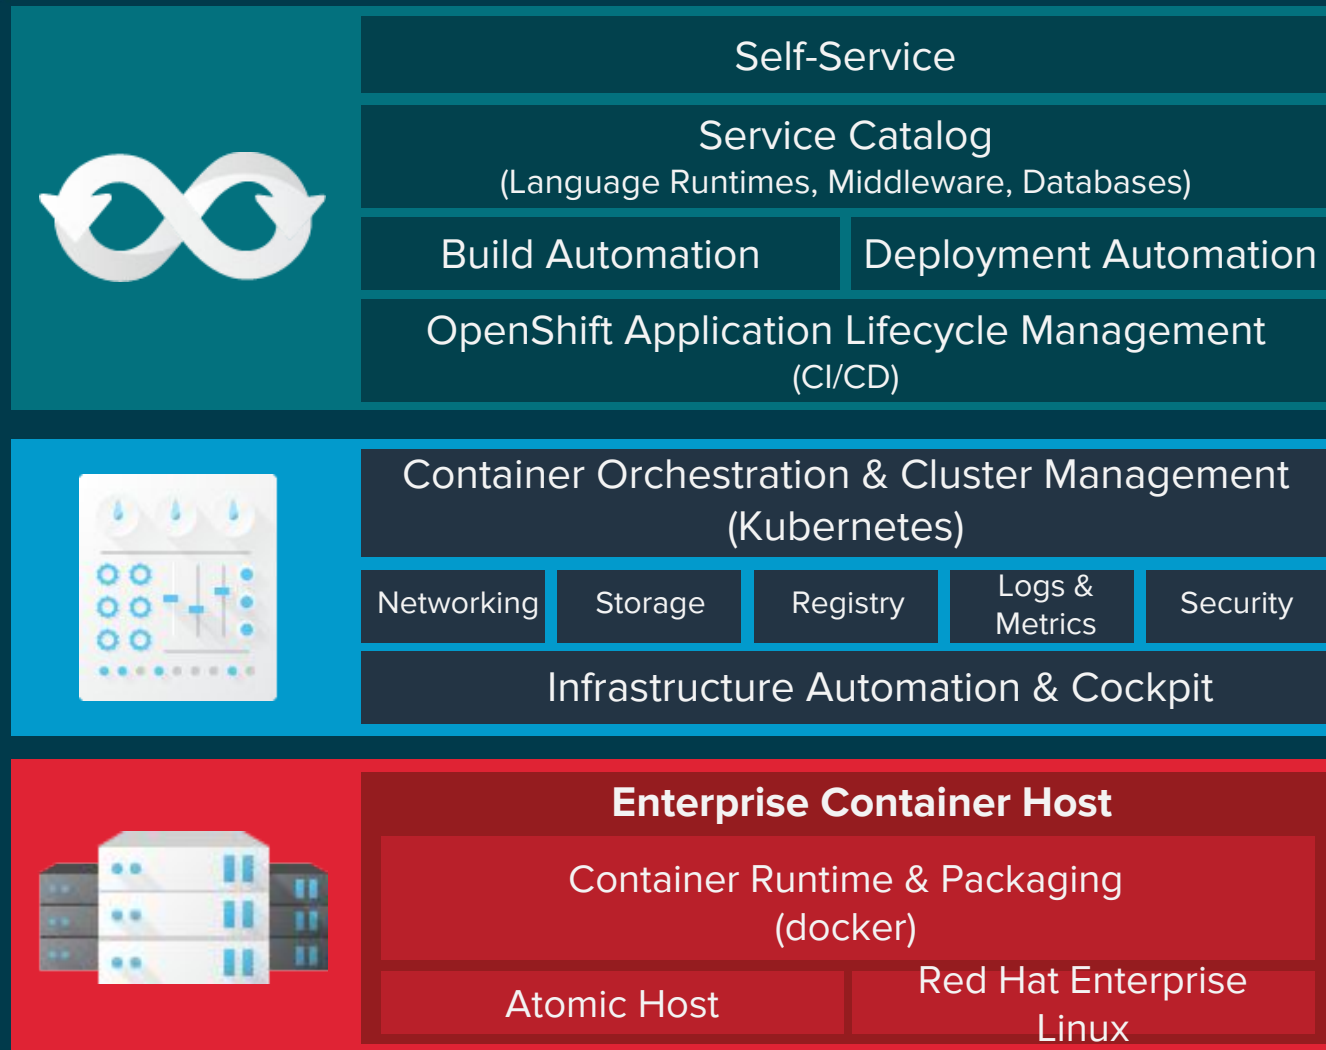 Self-Service
Service Catalog
(Language Runtimes, Middleware, Databases)
Build Automation
Deployment Automation
OpenShift Application Lifecycle Management
(CI/CD)
Container Orchestration & Cluster Management
(Kubernetes)
Networking
Storage
Registry
Logs &
Metrics
Security
Infrastructure Automation & Cockpit
Enterprise Container Host
Container Runtime & Packaging
(docker)
Atomic Host
Red Hat Enterprise
Linux